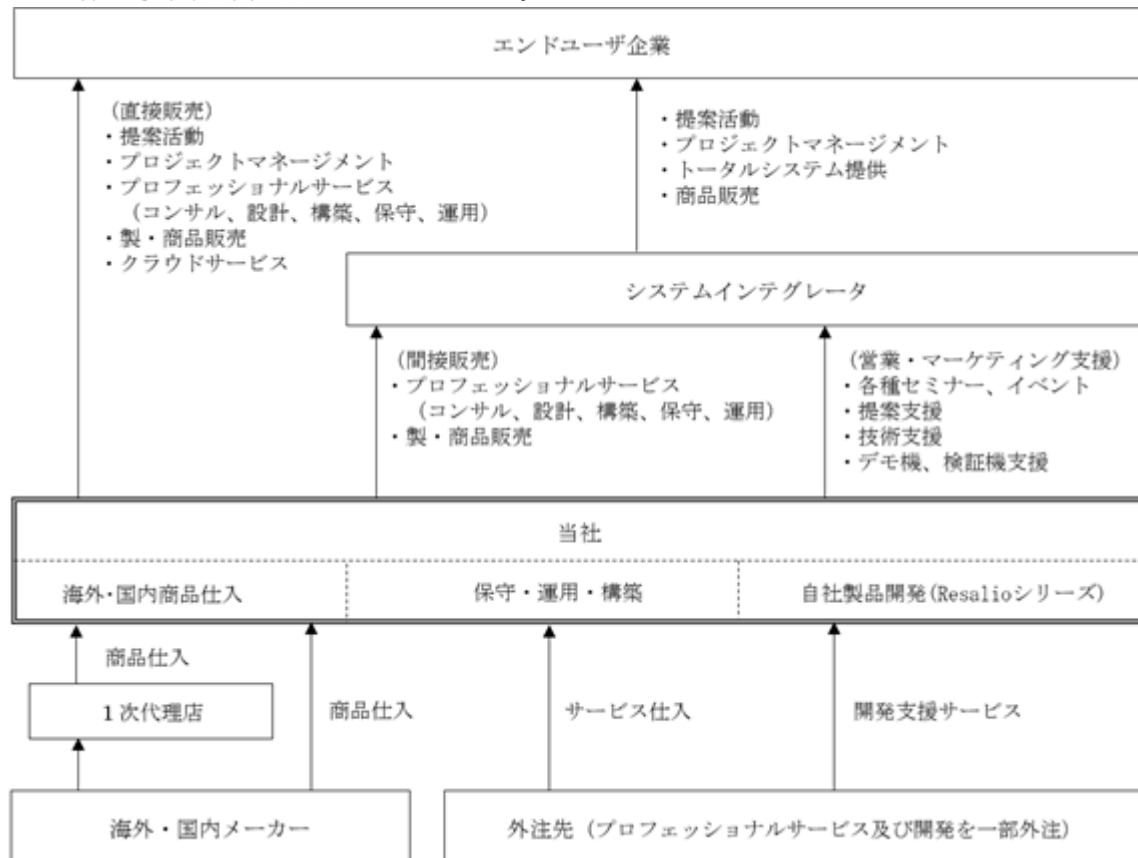 エンドユーザ企業
(直接販売)
・提案活動
・プロジェクトマネージメント
・プロフェッショナルサービス
(コンサル、設計、構築、保守、運用)
・製・商品販売
・クラウドサービス
・提案活動
・プロジェクトマネージメント
・トータルシステム提供
・商品販売
システムインテグレータ
(間接販売)
・プロフェッショナルサービス
(コンサル、設計、構築、保守、運用)
・製・商品販売
(営業・マーケティング支援)
・各種セミナー、イベント
・提案支援
・技術支援
・デモ機、検証機支援
当社
海外・国内商品仕入
保守・運用・構築
自社製品開発(Resalioシリーズ)
商品仕入
1次代理店
商品仕入
サービス仕入
開発支援サービス
海外・国内メーカー
外注先(プロフェッショナルサービス及び開発を一部外注)